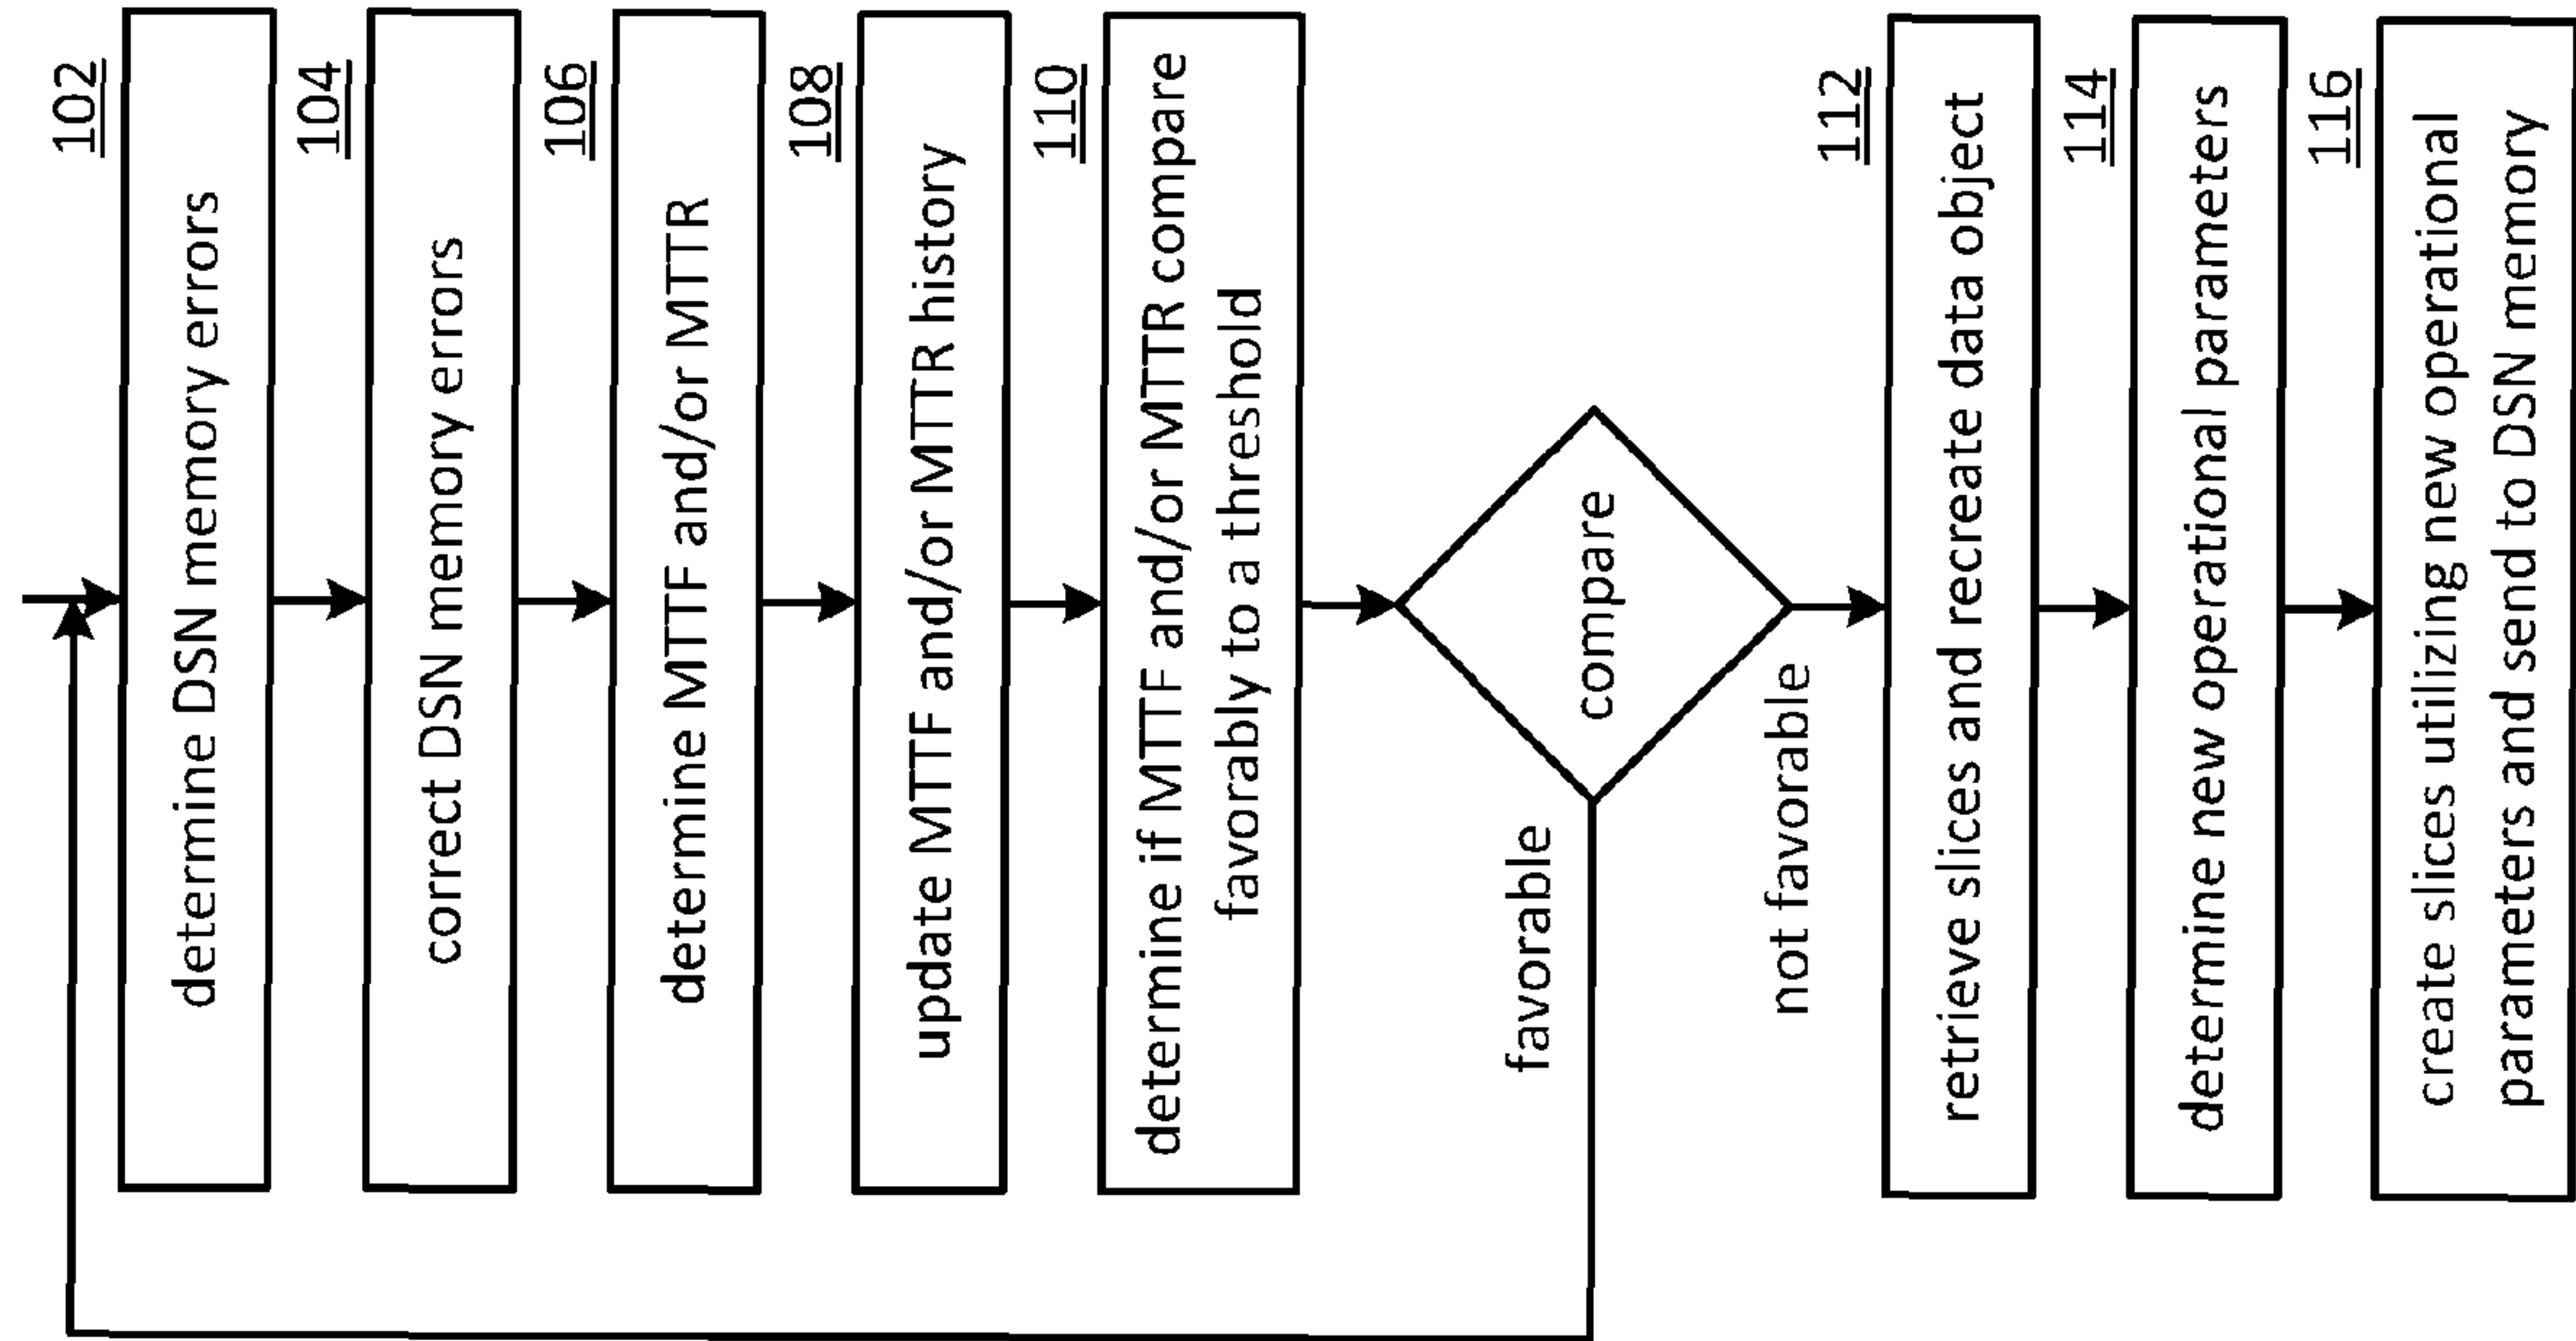 102
determine DSN memory errors
104
correct DSN memory errors
106
determine MTTF and/or MTTR
108
update MTTF and/or MTTR history
110
determine if MTTF and/or MTTR compare
favorably to a threshold
compare
favorable
not favorable
112
retrieve slices and recreate data object
114
determine new operational parameters
116
create slices utilizing new operational
parameters and send to DSN memory